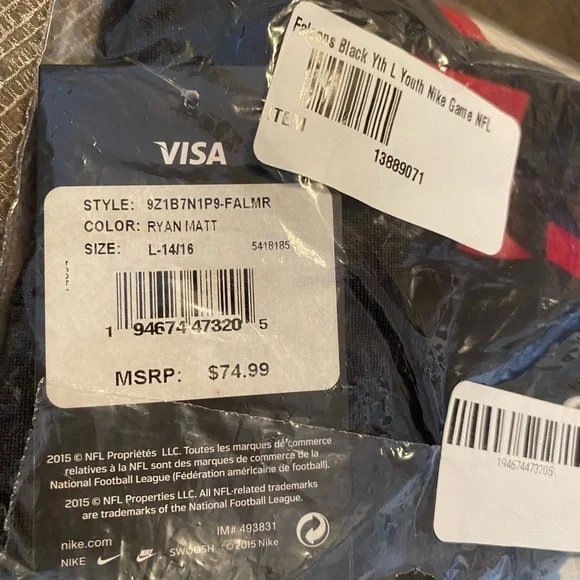 Falcons Black Yth L Youth Nike Game NFL
ITEM
13889071
VISA
STYLE: 9Z1B7N1P9-FALMR
COLOR: RYAN MATT
SIZE: L-14/16
5418185
1 94674 47320 5
MSRP: $74.99
194674473205
2015 © NFL Propriétés LLC. Toutes les marques de commerce
relatives à la NFL sont des marques de commerce de la
National Football League (Fédération américaine de football).
2015 © NFL Properties LLC. All NFL-related trademarks
are trademarks of the National Football League.
IM# 493831
nike.com
NIKE NIKE SWOOSH ©2015 Nike